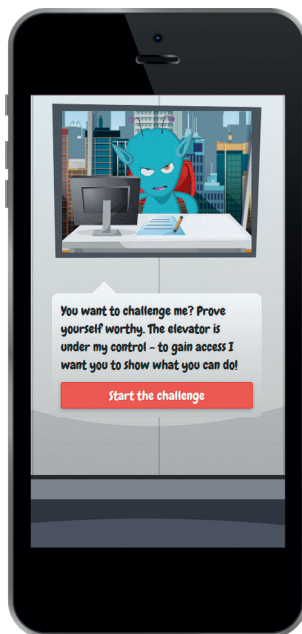 You want to challenge me? Prove
yourself worthy. The elevator is
under my control – to gain access I
want you to show what you can do!
Start the challenge